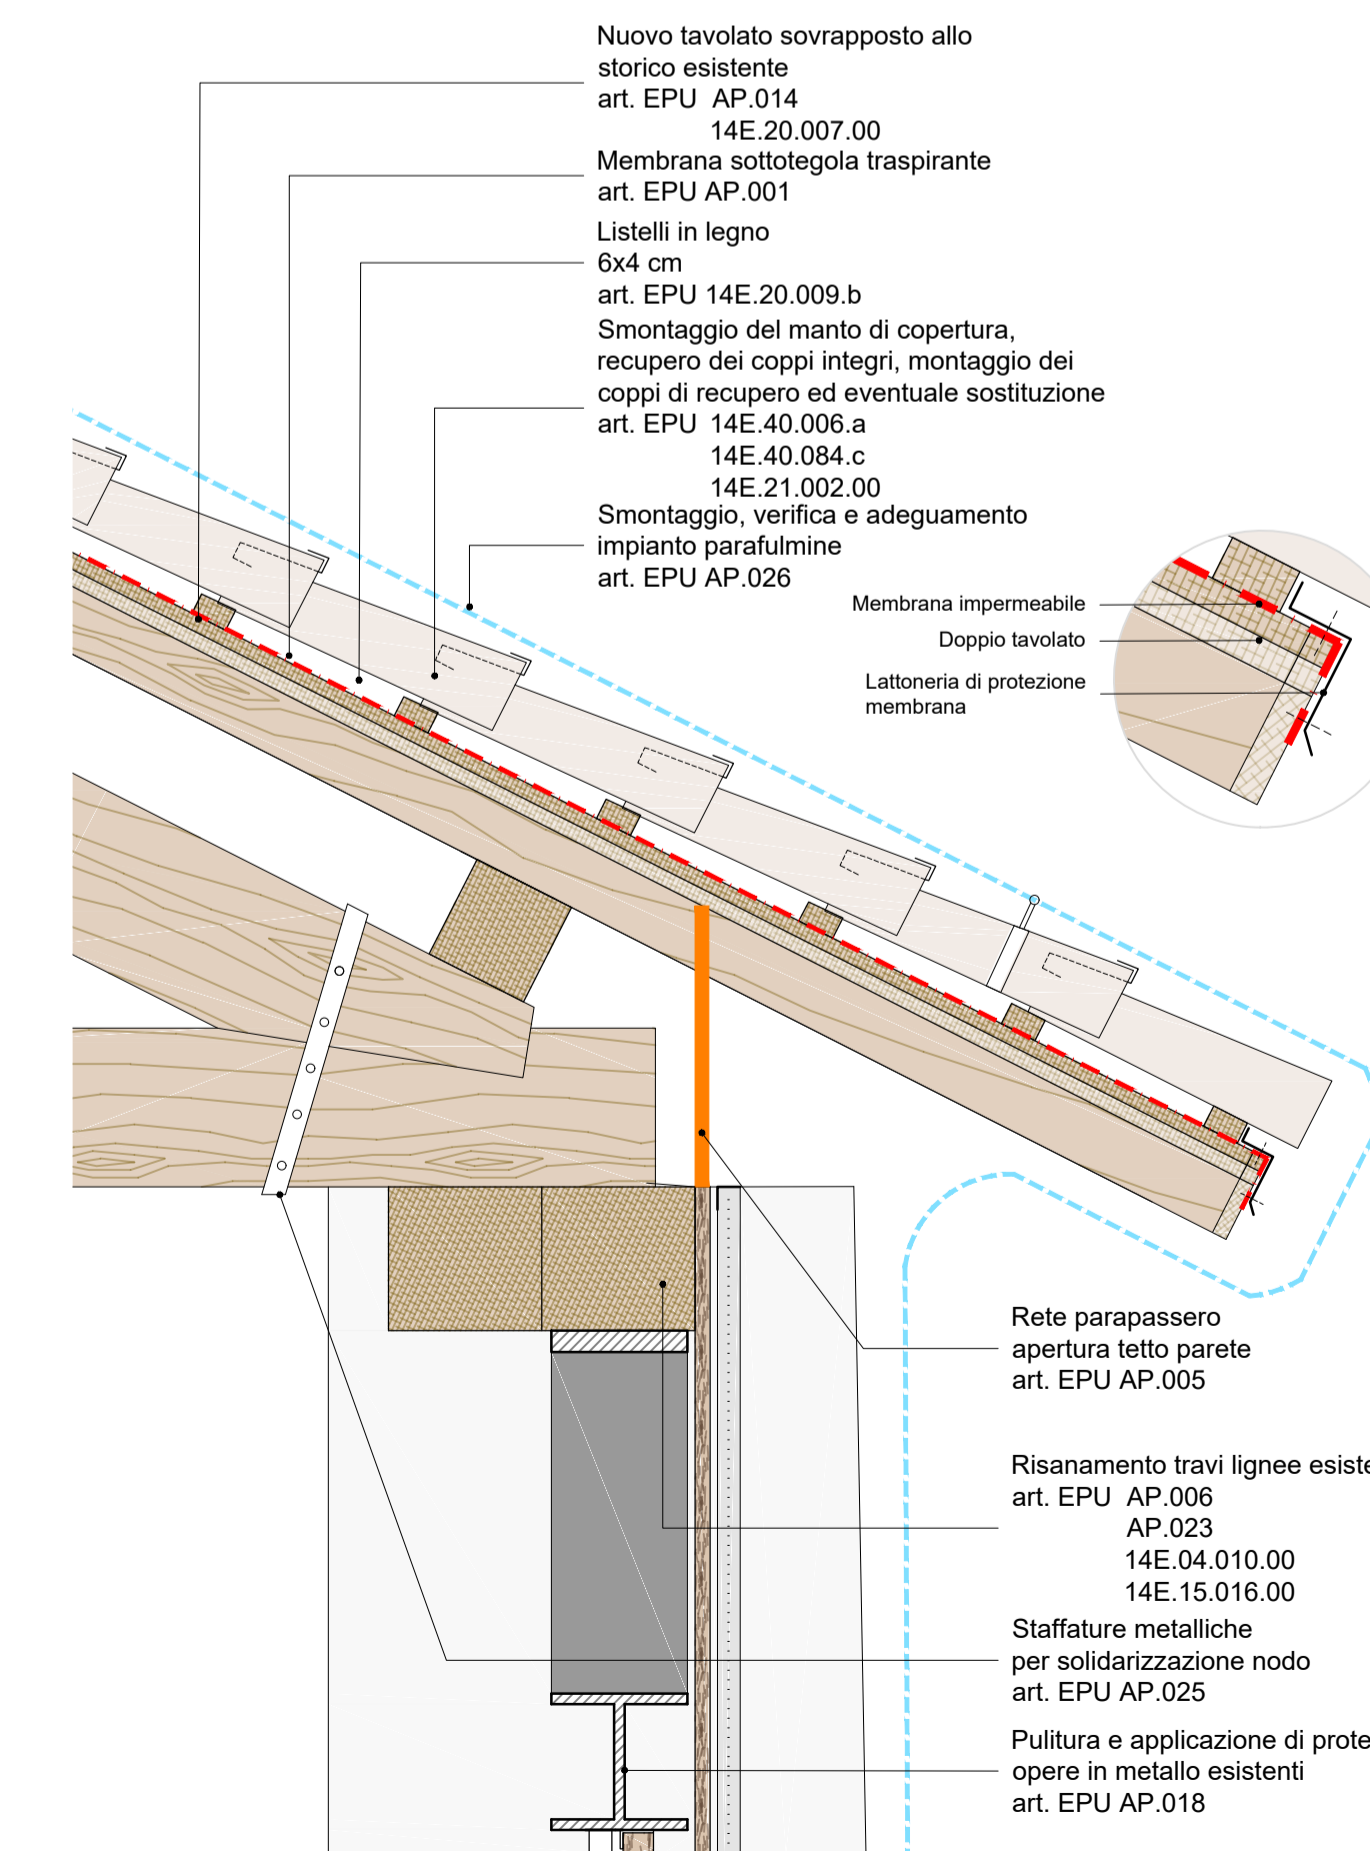 Nuovo tavolato sovrapposto allo
storico esistente
art. EPU AP.014
14E.20.007.00
Membrana sottotegola traspirante
art. EPU AP.001
Listelli in legno
6x4 cm
art. EPU 14E.20.009.b
Smontaggio del manto di copertura,
recupero dei coppi integri, montaggio dei
coppi di recupero ed eventuale sostituzione
art. EPU 14E.40.006.a
14E.40.084.c
14E.21.002.00
Smontaggio, verifica e adeguamento
impianto parafulmine
art. EPU AP.026
Membrana impermeabile
Doppio tavolato
Lattoneria di protezione
membrana
Rete parapassero
apertura tetto parete
art. EPU AP.005
Risanamento travi lignee
art. EPU AP.006
AP.023
14E.04.010.00
14E.15.016.00
Staffature metalliche
per solidarizzazione nodo
art. EPU AP.025
Pulitura e applicazione di
opere in metallo esistenti
art. EPU AP.018